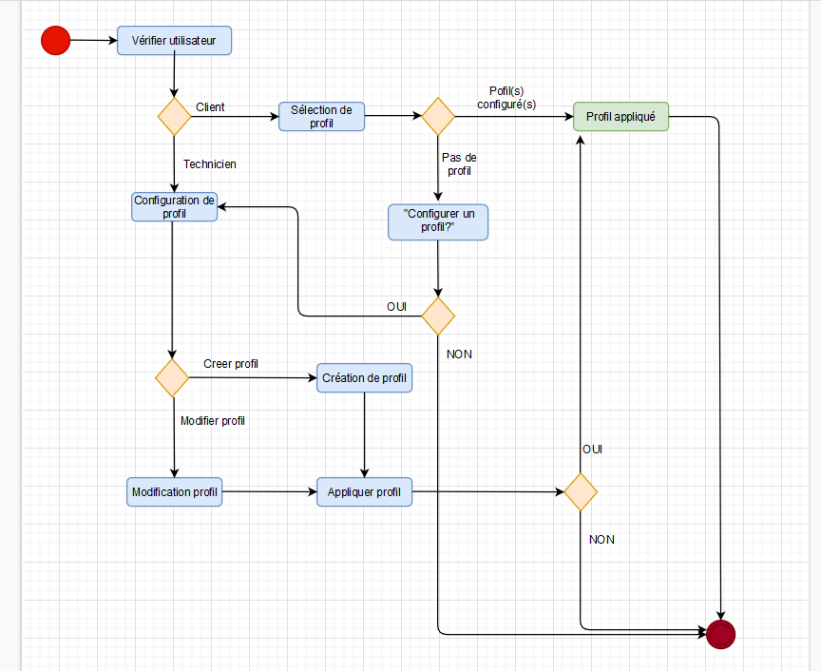 Vérifier utilisateur
Client
Sélection de
profil
Pofil(s)
configuré(s)
Profil appliqué
Technicien
Pas de
profil
Configuration de
profil
"Configurer un
profil?"
OUI
NON
Creer profil
Création de profil
Modifier profil
OUI
Modification profil
Appliquer profil
NON